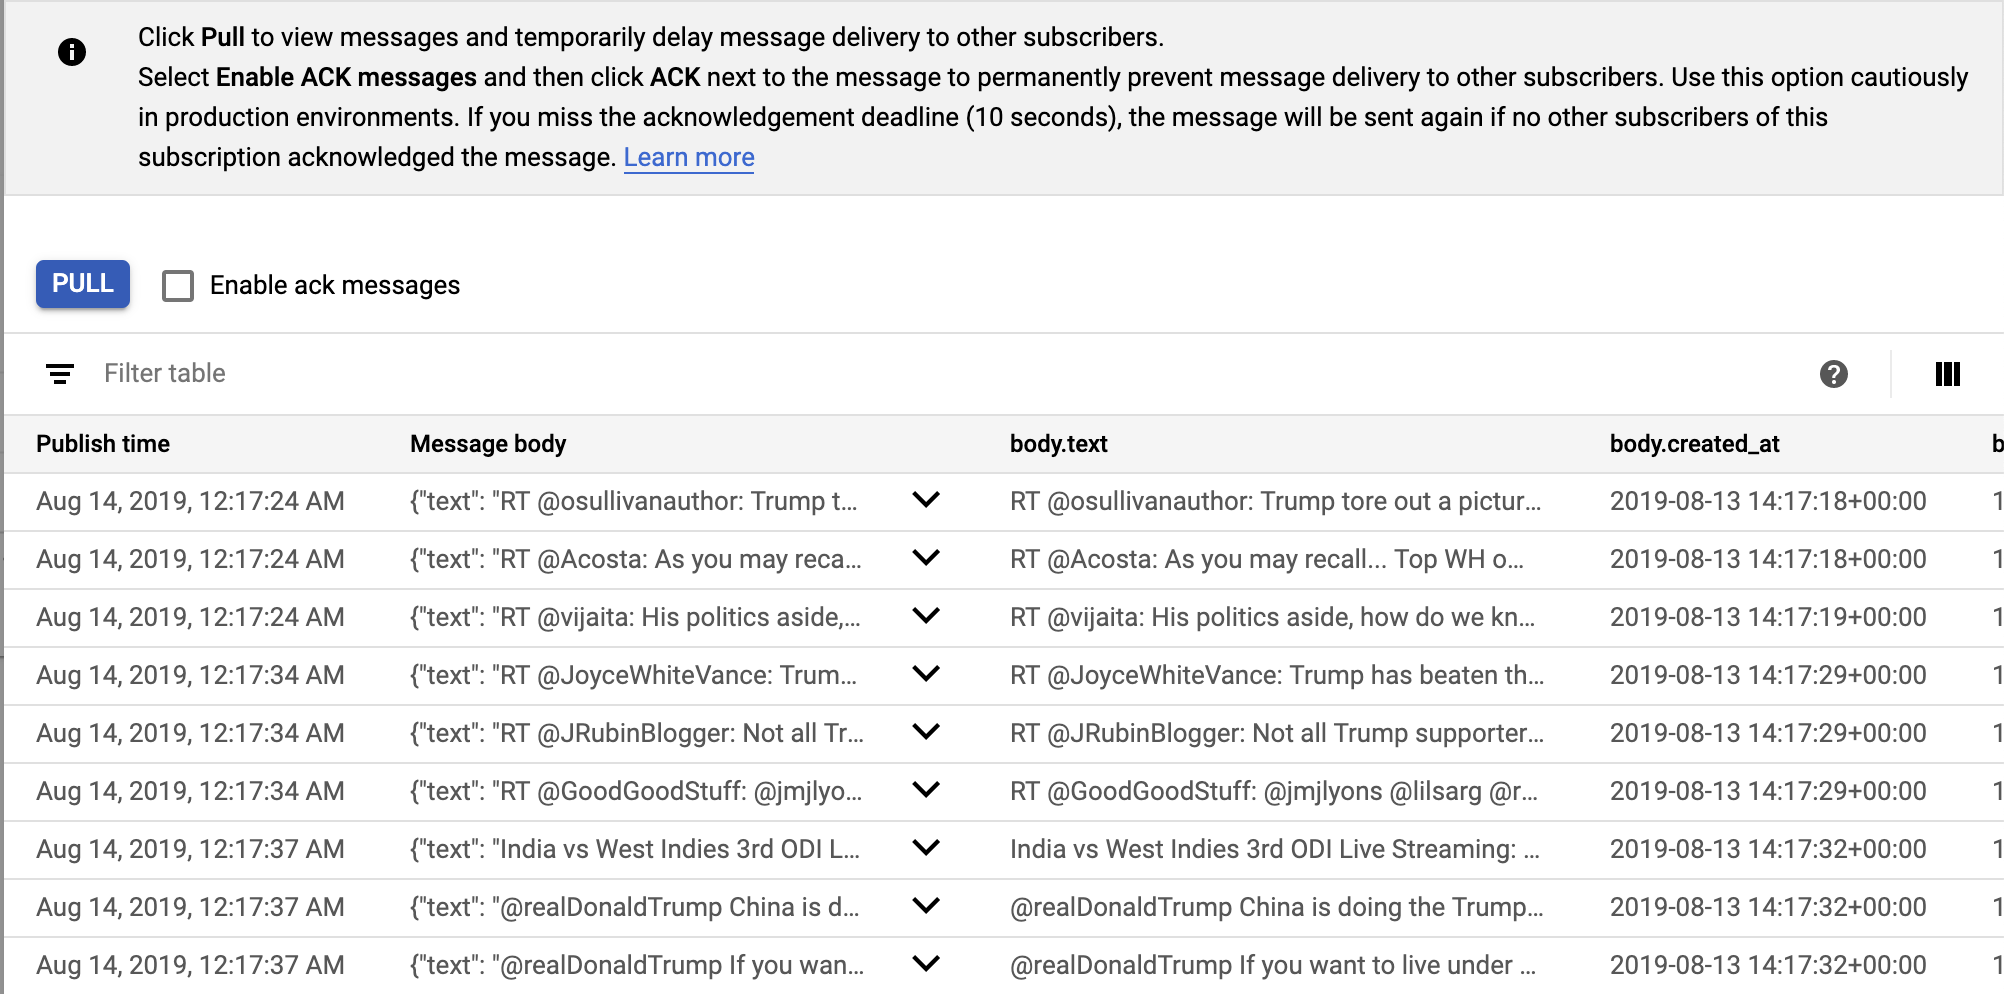 Click Pull to view messages and temporarily delay message delivery to other subscribers.
Select Enable ACK messages and then click ACK next to the message to permanently prevent message delivery to other subscribers. Use this option cautiously
in production environments. If you miss the acknowledgement deadline (10 seconds), the message will be sent again if no other subscribers of this
subscription acknowledged the message. Learn more
PULL Enable ack messages
Filter table
Publish time Message body body.text body.created_at b
Aug 14, 2019, 12:17:24 AM {"text": "RT @osullivanauthor: Trump t... RT @osullivanauthor: Trump tore out a pictur... 2019-08-13 14:17:18+00:00 1
Aug 14, 2019, 12:17:24 AM {"text": "RT @Acosta: As you may reca... RT @Acosta: As you may recall... Top WH o... 2019-08-13 14:17:18+00:00 1
Aug 14, 2019, 12:17:24 AM {"text": "RT @vijaita: His politics aside,... RT @vijaita: His politics aside, how do we kn... 2019-08-13 14:17:19+00:00 1
Aug 14, 2019, 12:17:34 AM {"text": "RT @JoyceWhiteVance: Trum... RT @JoyceWhiteVance: Trump has beaten th... 2019-08-13 14:17:29+00:00 1
Aug 14, 2019, 12:17:34 AM {"text": "RT @JRubinBlogger: Not all Tr... RT @JRubinBlogger: Not all Trump supporter... 2019-08-13 14:17:29+00:00 1
Aug 14, 2019, 12:17:34 AM {"text": "RT @GoodGoodStuff: @jmjlyo... RT @GoodGoodStuff: @jmjlyons @lilsarg @r... 2019-08-13 14:17:29+00:00 1
Aug 14, 2019, 12:17:37 AM {"text": "India vs West Indies 3rd ODI L... India vs West Indies 3rd ODI Live Streaming: ... 2019-08-13 14:17:32+00:00 1
Aug 14, 2019, 12:17:37 AM {"text": "@realDonaldTrump China is d... @realDonaldTrump China is doing the Trump... 2019-08-13 14:17:32+00:00 1
Aug 14, 2019, 12:17:37 AM {"text": "@realDonaldTrump If you wan... @realDonaldTrump If you want to live under ... 2019-08-13 14:17:32+00:00 1